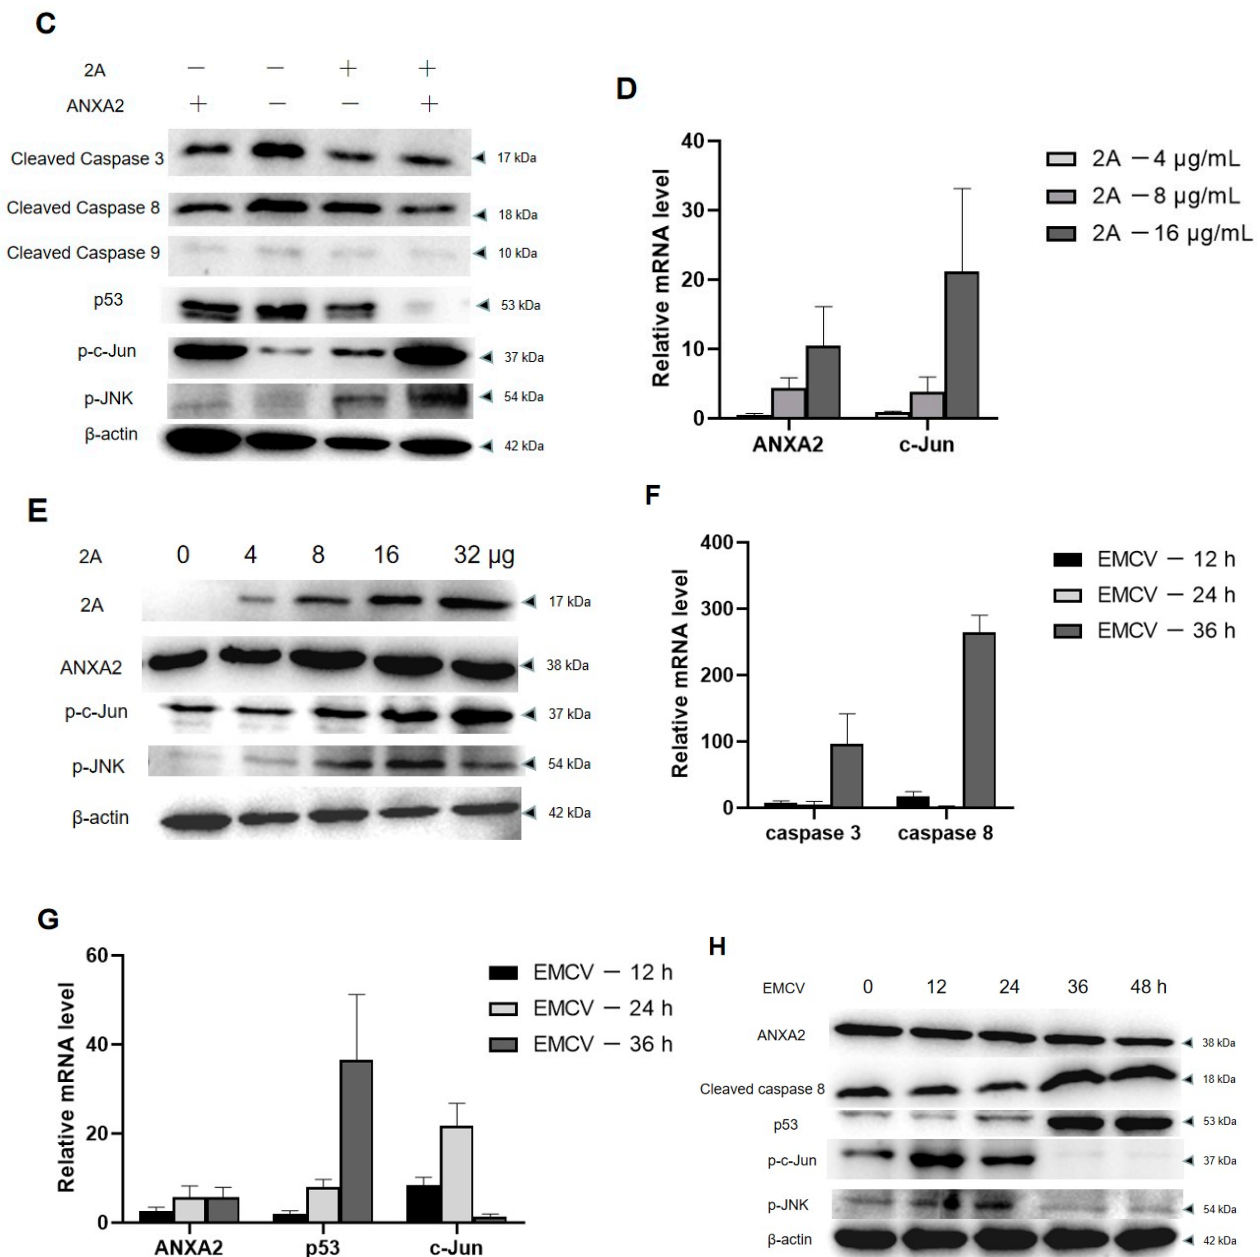 C
2A − − + +
ANXA2 + − − +
Cleaved Caspase 3 17 kDa
Cleaved Caspase 8 18 kDa
Cleaved Caspase 9 10 kDa
p53 53 kDa
p-c-Jun 37 kDa
p-JNK 54 kDa
β-actin 42 kDa
D
Relative mRNA level
40
30
20
10
0
ANXA2 c-Jun
2A − 4 μg/mL
2A − 8 μg/mL
2A − 16 μg/mL
E
2A 0 4 8 16 32 μg
2A 17 kDa
ANXA2 38 kDa
p-c-Jun 37 kDa
p-JNK 54 kDa
β-actin 42 kDa
F
Relative mRNA level
400
300
200
100
0
caspase 3 caspase 8
EMCV − 12 h
EMCV − 24 h
EMCV − 36 h
G
Relative mRNA level
60
40
20
0
ANXA2 p53 c-Jun
EMCV − 12 h
EMCV − 24 h
EMCV − 36 h
H
EMCV 0 12 24 36 48 h
ANXA2 38 kDa
Cleaved caspase 8 18 kDa
p53 53 kDa
p-c-Jun 37 kDa
p-JNK 54 kDa
β-actin 42 kDa